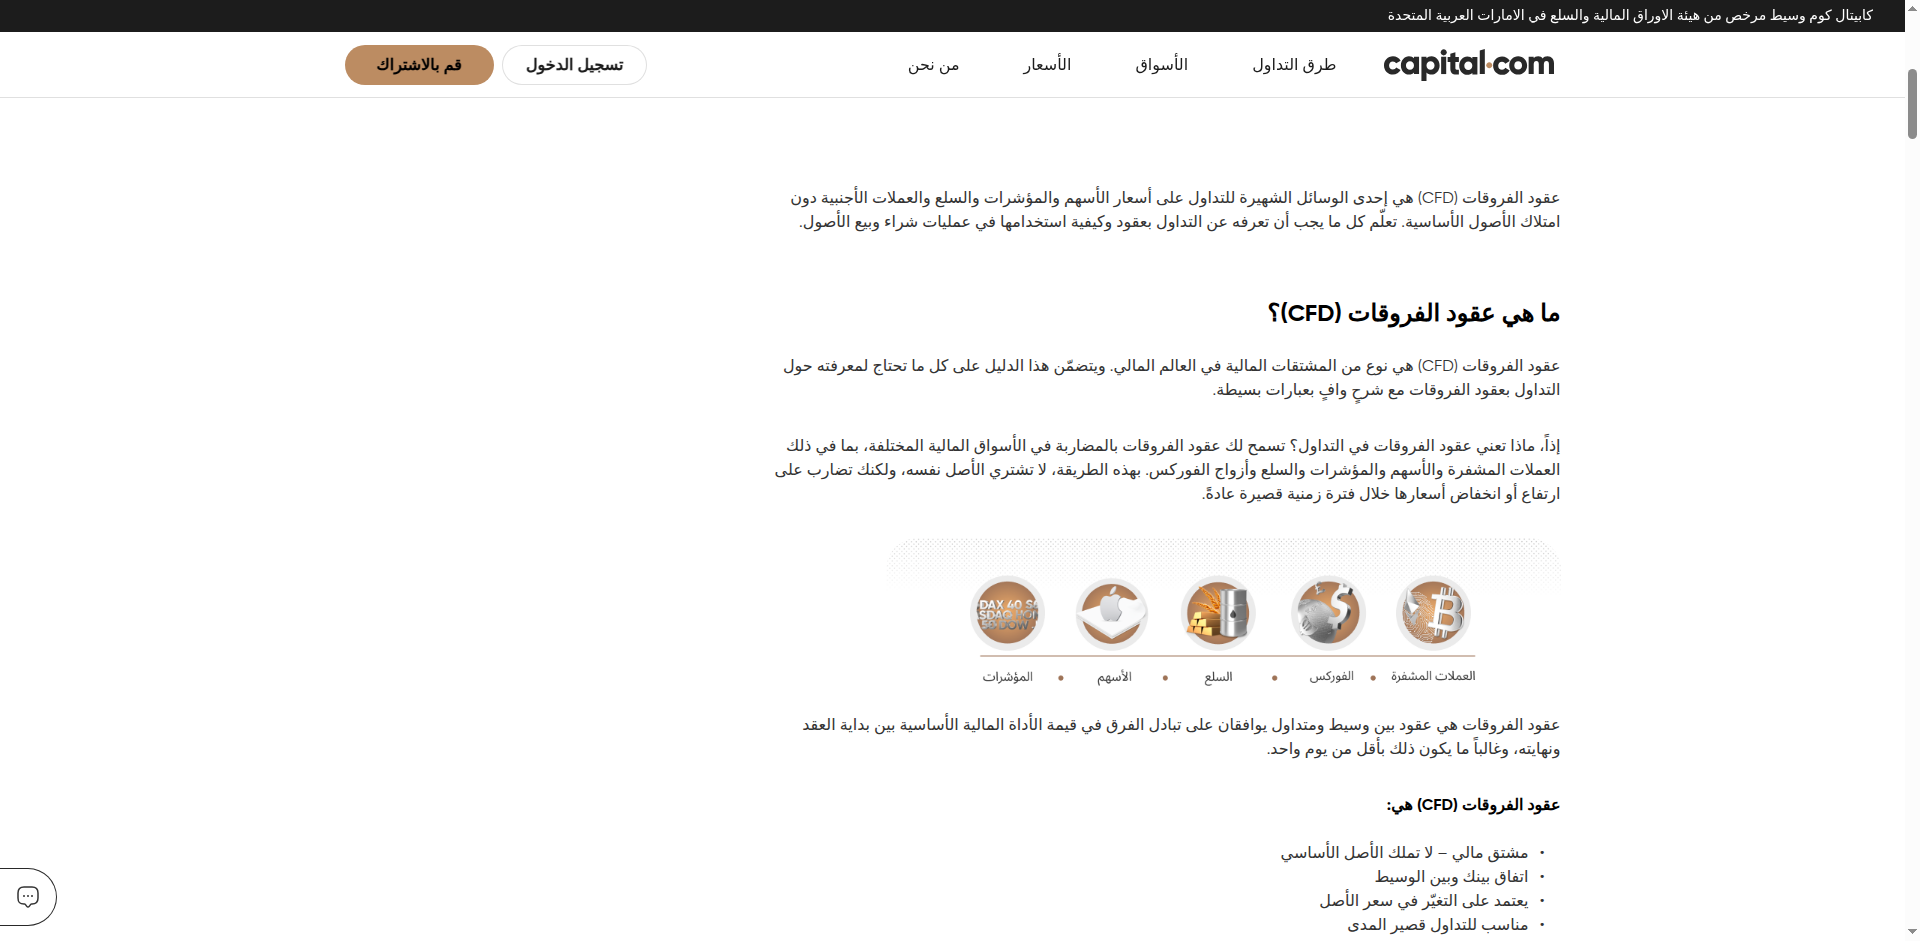 كابيتال كوم وسيط مرخص من هيئة الاوراق المالية والسلع في الامارات العربية المتحدة
capital.com
طرق التداول
الأسواق
الأسعار
من نحن
تسجيل الدخول
قم بالاشتراك
عقود الفروقات (CFD) هي إحدى الوسائل الشهيرة للتداول على أسعار الأسهم والمؤشرات والسلع والعملات الأجنبية دون
امتلاك الأصول الأساسية. تعلّم كل ما يجب أن تعرفه عن التداول بعقود وكيفية استخدامها في عمليات شراء وبيع الأصول.
ما هي عقود الفروقات (CFD)؟
عقود الفروقات (CFD) هي نوع من المشتقات المالية في العالم المالي. ويتضمّن هذا الدليل على كل ما تحتاج لمعرفته حول
التداول بعقود الفروقات مع شرحٍ وافٍ بعبارات بسيطة.
إذاً، ماذا تعني عقود الفروقات في التداول؟ تسمح لك عقود الفروقات بالمضاربة في الأسواق المالية المختلفة، بما في ذلك
العملات المشفرة والأسهم والمؤشرات والسلع وأزواج الفوركس. بهذه الطريقة، لا تشتري الأصل نفسه، ولكنك تضارب على
ارتفاع أو انخفاض أسعارها خلال فترة زمنية قصيرة عادةً.
DAX 40
العملات المشفرة • الفوركس • السلع • الأسهم • المؤشرات
عقود الفروقات هي عقود بين وسيط ومتداول يوافقان على تبادل الفرق في قيمة الأداة المالية الأساسية بين بداية العقد
ونهايته، وغالباً ما يكون ذلك بأقل من يوم واحد.
عقود الفروقات (CFD) هي:
• مشتق مالي – لا تملك الأصل الأساسي
• اتفاق بينك وبين الوسيط
• يعتمد على التغيّر في سعر الأصل
• مناسب للتداول قصير المدى